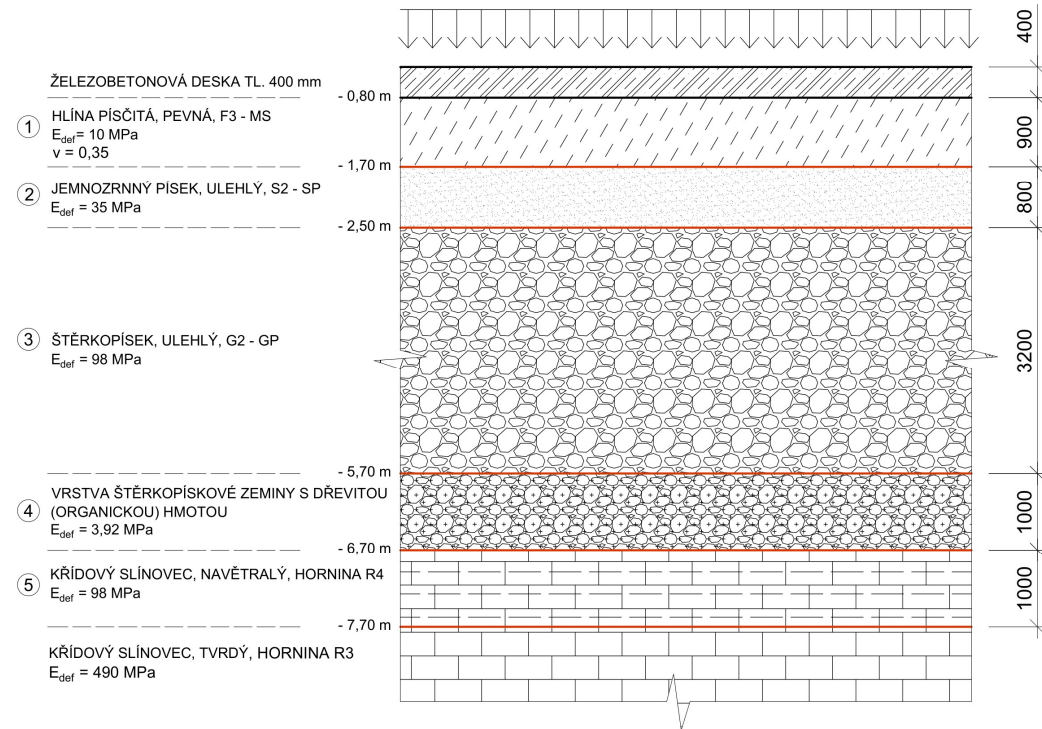 400
ŽELEZOBETONOVÁ DESKA TL. 400 mm
- 0,80 m
1
HLÍNA PÍSČITÁ, PEVNÁ, F3 - MS
Edef= 10 MPa
ν = 0,35
900
- 1,70 m
2
JEMNOZRNNÝ PÍSEK, ULEHLÝ, S2 - SP
Edef = 35 MPa
800
- 2,50 m
3
ŠTĚRKOPÍSEK, ULEHLÝ, G2 - GP
Edef = 98 MPa
3200
- 5,70 m
4
VRSTVA ŠTĚRKOPÍSKOVÉ ZEMINY S DŘEVITOU
(ORGANICKOU) HMOTOU
Edef = 3,92 MPa
1000
- 6,70 m
5
KŘÍDOVÝ SLÍNOVEC, NAVĚTRALÝ, HORNINA R4
Edef = 98 MPa
1000
- 7,70 m
KŘÍDOVÝ SLÍNOVEC, TVRDÝ, HORNINA R3
Edef = 490 MPa